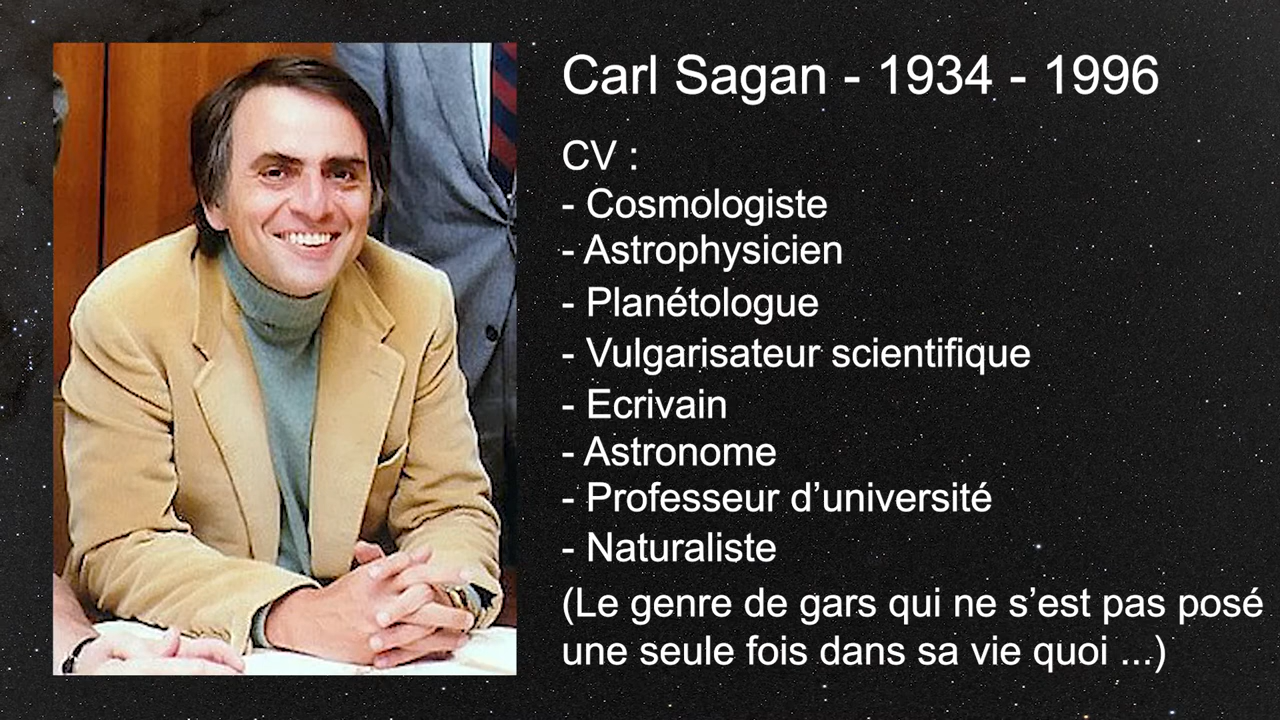 Carl Sagan - 1934 - 1996
CV :
- Cosmologiste
- Astrophysicien
- Planétologue
- Vulgarisateur scientifique
- Ecrivain
- Astronome
- Professeur d’université
- Naturaliste
(Le genre de gars qui ne s’est pas posé
une seule fois dans sa vie quoi ...)